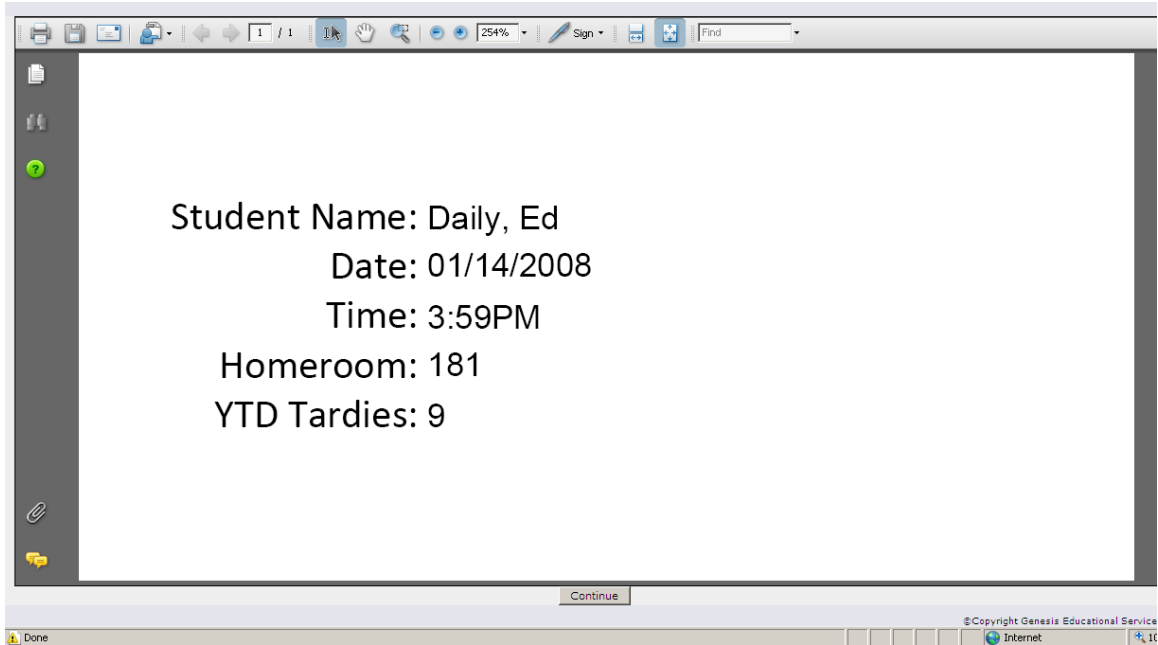 1 / 1 254% Sign Find
Student Name: Daily, Ed
Date: 01/14/2008
Time: 3:59PM
Homeroom: 181
YTD Tardies: 9
Continue
©Copyright Genesis Educational Service
Done Internet 10